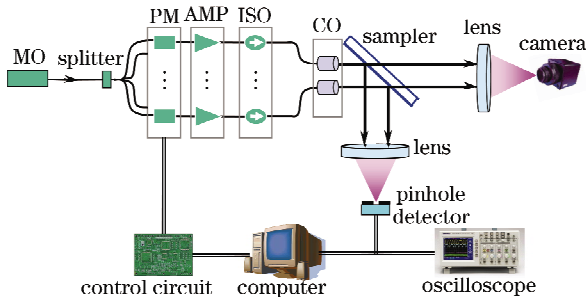 PM AMP ISO
CO
sampler
camera
lens
MO
splitter
lens
pinhole
detector
control circuit
computer
oscilloscope